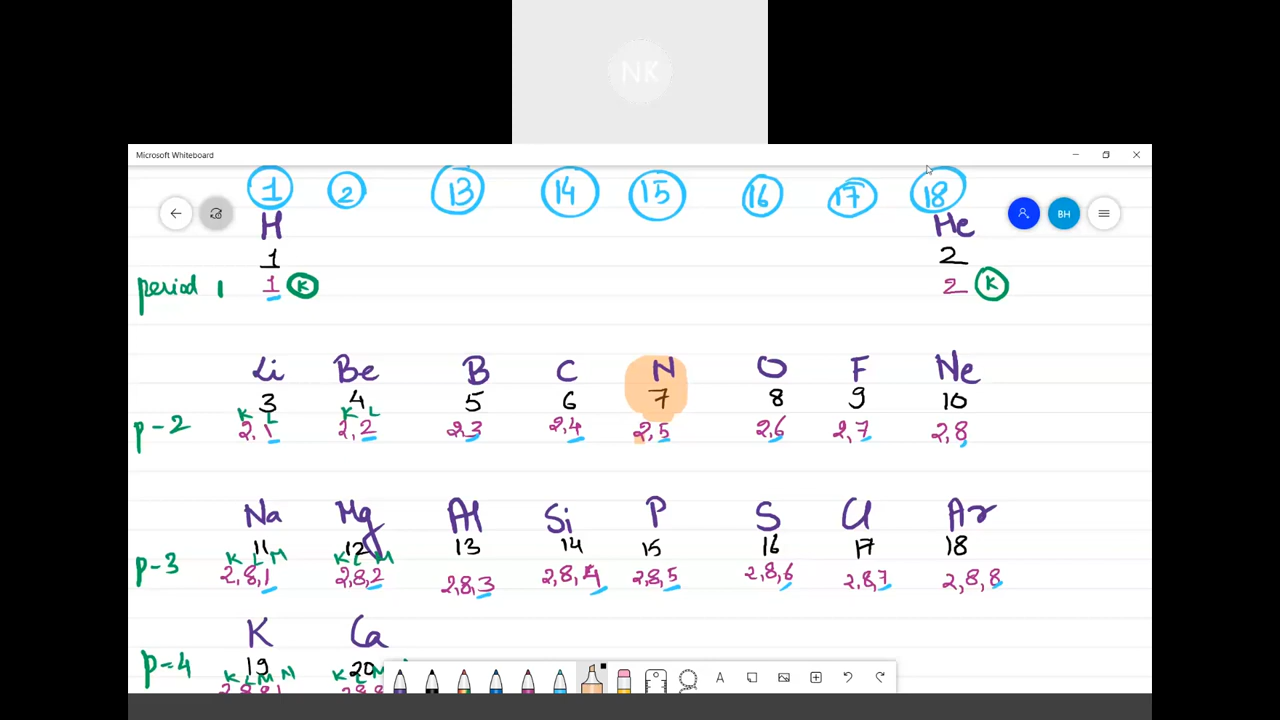 NK
Microsoft Whiteboard
1 2 13 14 15 16 17 18
H He
1 2
BH
period 1 1 K 2 K
Li Be B C N O F Ne
3 4 5 6 7 8 9 10
K L K L
p-2 2,1 2,2 2,3 2,4 2,5 2,6 2,7 2,8
Na Mg Al Si P S Cl Ar
11 12 13 14 15 16 17 18
K L M K L M
p-3 2,8,1 2,8,2 2,8,3 2,8,4 2,8,5 2,8,6 2,8,7 2,8,8
K Ca
p-4 19 20
K L M N K L M
A